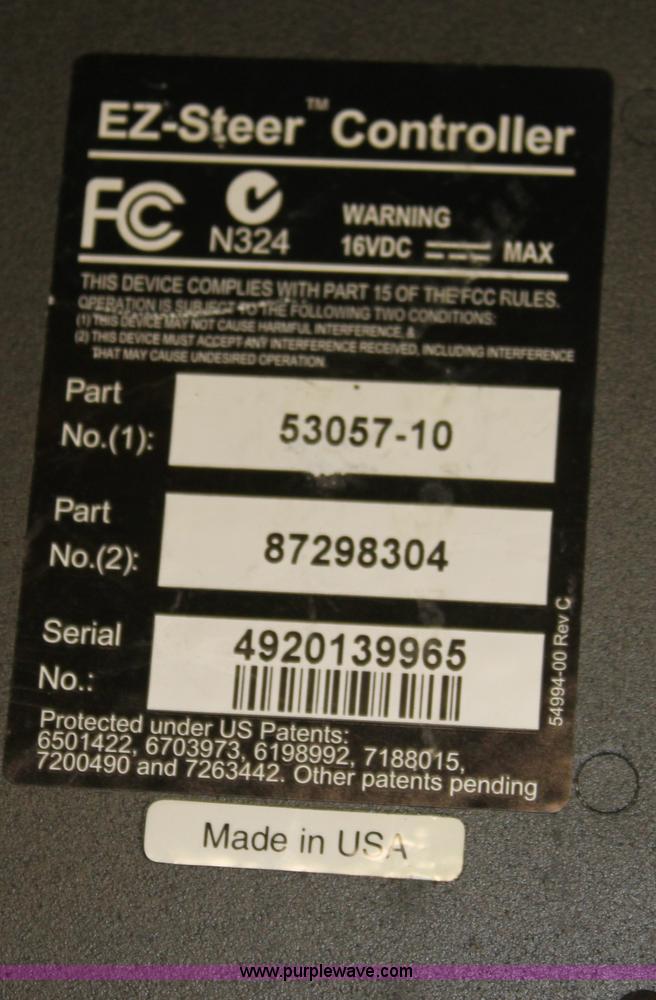 EZ-Steer™ Controller
FC N324 WARNING
16VDC MAX
THIS DEVICE COMPLIES WITH PART 15 OF THE FCC RULES.
OPERATION IS SUBJECT TO THE FOLLOWING TWO CONDITIONS:
(1) THIS DEVICE MAY NOT CAUSE HARMFUL INTERFERENCE, &
(2) THIS DEVICE MUST ACCEPT ANY INTERFERENCE RECEIVED, INCLUDING INTERFERENCE
THAT MAY CAUSE UNDESIRED OPERATION.
Part
No.(1): 53057-10
Part
No.(2): 87298304
Serial
No.: 4920139965
54994-00 Rev C
Protected under US Patents:
6501422, 6703973, 6198992, 7188015,
7200490 and 7263442. Other patents pending
Made in USA
www.purplewave.com